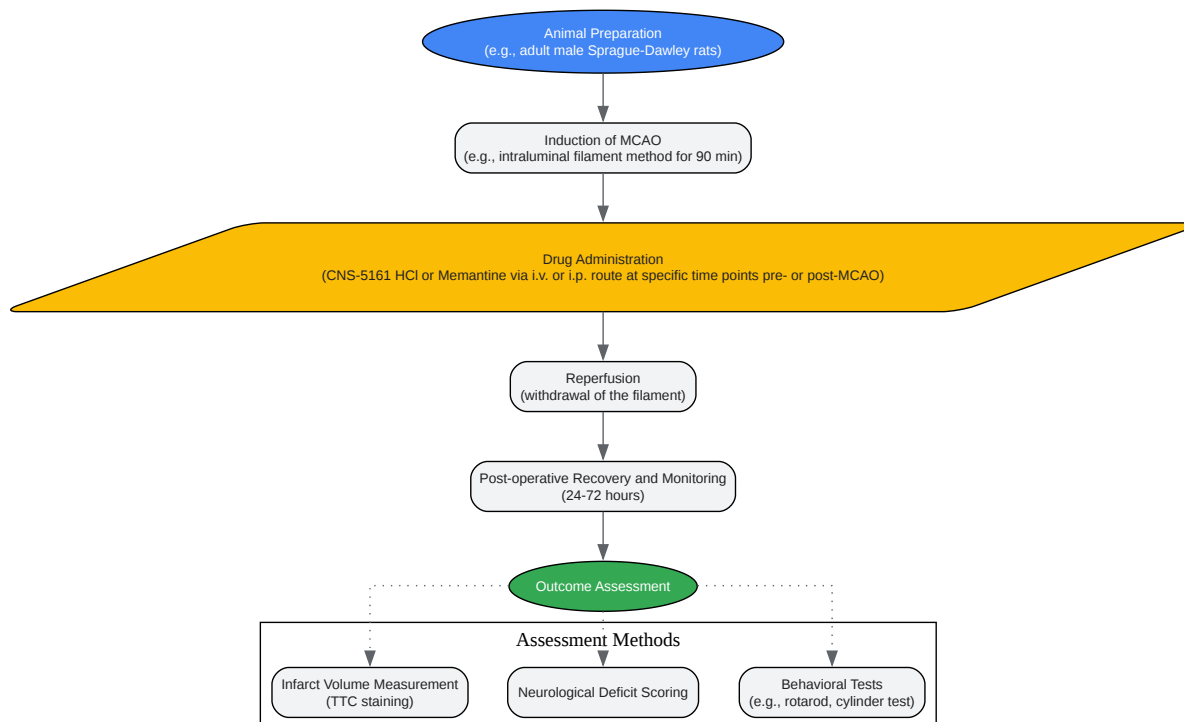 Animal Preparation
(e.g., adult male Sprague-Dawley rats)
Induction of MCAO
(e.g., intraluminal filament method for 90 min)
Drug Administration
(CNS-5161 HCl or Memantine via i.v. or i.p. route at specific time points pre- or post-MCAO)
Reperfusion
(withdrawal of the filament)
Post-operative Recovery and Monitoring
(24-72 hours)
Outcome Assessment
Assessment Methods
Infarct Volume Measurement
(TTC staining)
Neurological Deficit Scoring
Behavioral Tests
(e.g., rotarod, cylinder test)